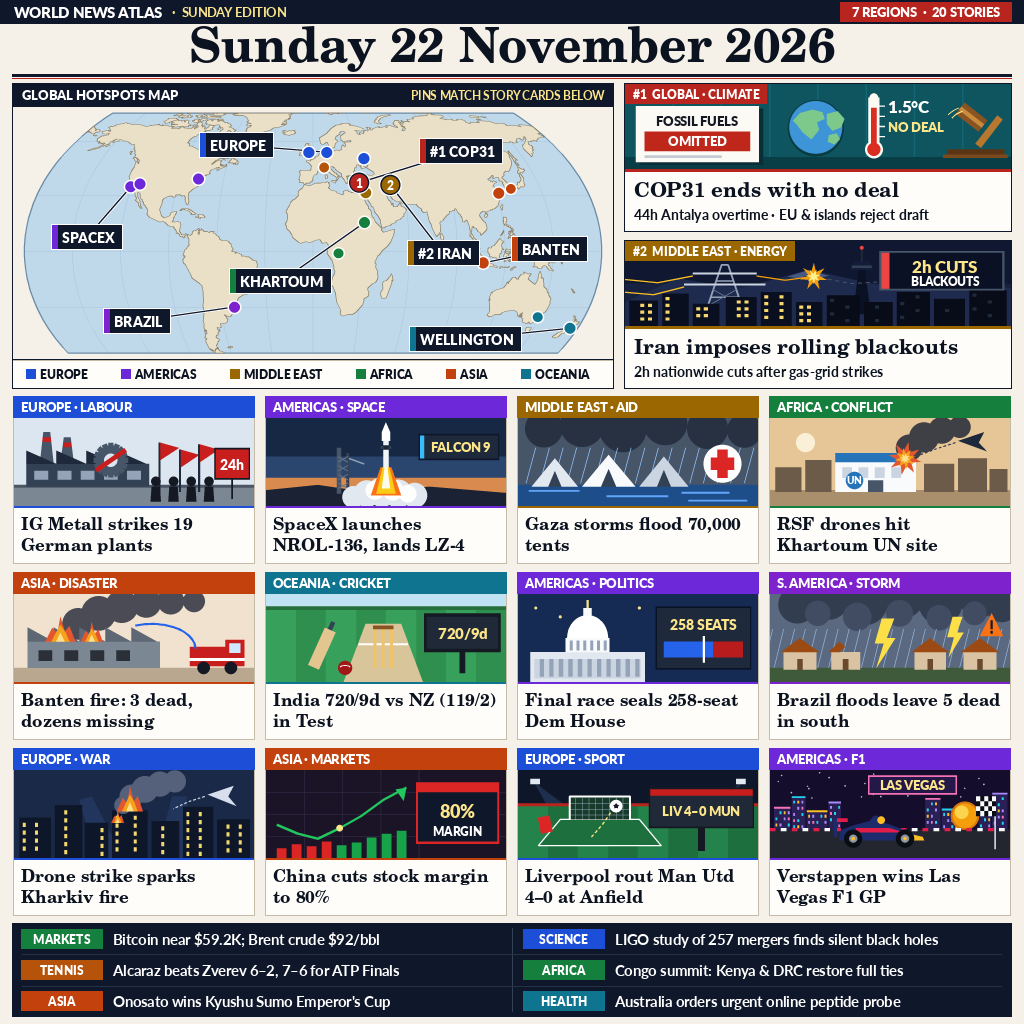 WORLD NEWS ATLAS · SUNDAY EDITION
7 REGIONS · 20 STORIES
Sunday 22 November 2026
GLOBAL HOTSPOTS MAP
PINS MATCH STORY CARDS BELOW
EUROPE
#1 COP31
1
2
SPACEX
#2 IRAN
BANTEN
KHARTOUM
BRAZIL
WELLINGTON
EUROPE
AMERICAS
MIDDLE EAST
AFRICA
ASIA
OCEANIA
#1 GLOBAL · CLIMATE
FOSSIL FUELS
OMITTED
1.5°C
NO DEAL
COP31 ends with no deal
44h Antalya overtime · EU & islands reject draft
#2 MIDDLE EAST · ENERGY
2h CUTS
BLACKOUTS
Iran imposes rolling blackouts
2h nationwide cuts after gas-grid strikes
EUROPE · LABOUR
24h
IG Metall strikes 19
German plants
AMERICAS · SPACE
FALCON 9
SpaceX launches
NROL-136, lands LZ-4
MIDDLE EAST · AID
Gaza storms flood 70,000
tents
AFRICA · CONFLICT
UN
RSF drones hit
Khartoum UN site
ASIA · DISASTER
Banten fire: 3 dead,
dozens missing
OCEANIA · CRICKET
720/9d
India 720/9d vs NZ (119/2)
in Test
AMERICAS · POLITICS
258 SEATS
Final race seals 258-seat
Dem House
S. AMERICA · STORM
!
Brazil floods leave 5 dead
in south
EUROPE · WAR
Drone strike sparks
Kharkiv fire
ASIA · MARKETS
80%
MARGIN
China cuts stock margin
to 80%
EUROPE · SPORT
LIV 4–0 MUN
Liverpool rout Man Utd
4–0 at Anfield
AMERICAS · F1
LAS VEGAS
Verstappen wins Las
Vegas F1 GP
MARKETS
Bitcoin near $59.2K; Brent crude $92/bbl
SCIENCE
LIGO study of 257 mergers finds silent black holes
TENNIS
Alcaraz beats Zverev 6–2, 7–6 for ATP Finals
AFRICA
Congo summit: Kenya & DRC restore full ties
ASIA
Onosato wins Kyushu Sumo Emperor's Cup
HEALTH
Australia orders urgent online peptide probe